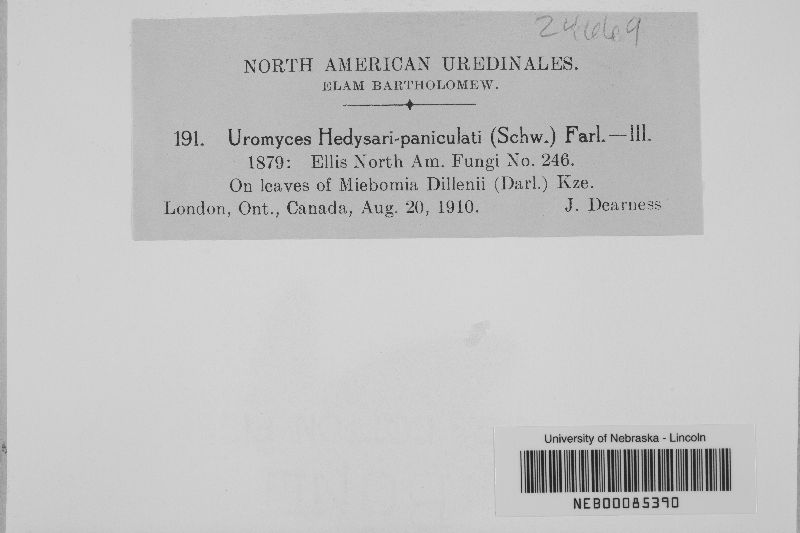 24669
NORTH AMERICAN UREDINALES.
ELAM BARTHOLOMEW.
191. Uromyces Hedysari-paniculati (Schw.) Farl.—III.
1879: Ellis North Am. Fungi No. 246.
On leaves of Miebomia Dillenii (Darl.) Kze.
London, Ont., Canada, Aug. 20, 1910. J. Dearness
University of Nebraska - Lincoln
NEB00085390